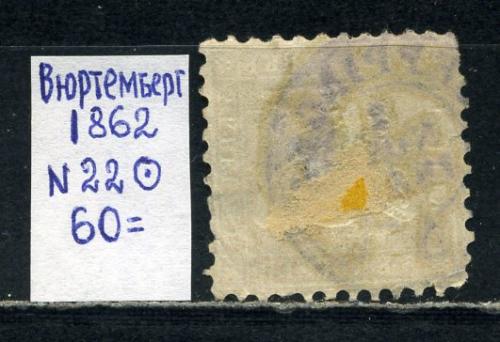 Вюртемберг
1862
N 22 ⊙
60=